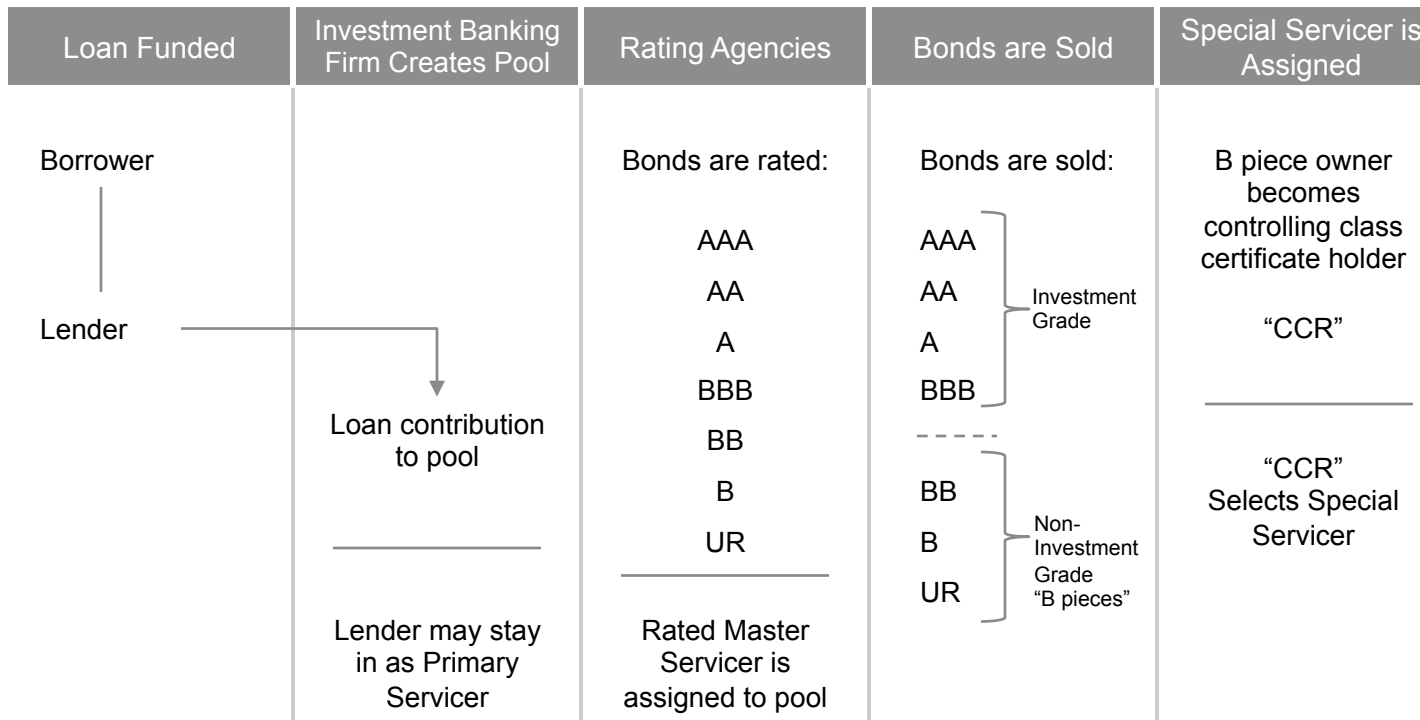 Loan Funded
Investment Banking
Firm Creates Pool
Rating Agencies
Bonds are Sold
Special Servicer is
Assigned
Borrower
Lender
Loan contribution
to pool
Lender may stay
in as Primary
Servicer
Bonds are rated:
AAA
AA
A
BBB
BB
B
UR
Rated Master
Servicer is
assigned to pool
Bonds are sold:
AAA
AA
A
BBB
Investment
Grade
BB
B
UR
Non-
Investment
Grade
“B pieces”
B piece owner
becomes
controlling class
certificate holder
“CCR”
“CCR”
Selects Special
Servicer